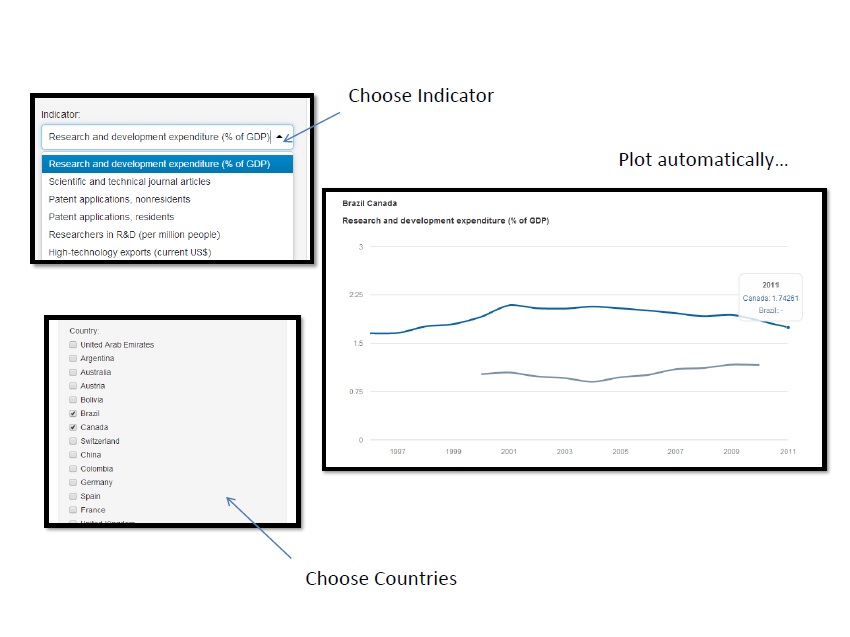 Choose Indicator
Indicator:
Research and development expenditure (% of GDP)
Research and development expenditure (% of GDP)
Scientific and technical journal articles
Patent applications, nonresidents
Patent applications, residents
Researchers in R&D (per million people)
High-technology exports (current US$)
Plot automatically...
Brazil Canada
Research and development expenditure (% of GDP)
3
2.25
1.5
0.75
0
2011
Canada: 1.74261
Brazil: -
1997 1999 2001 2003 2005 2007 2009 2011
Country:
United Arab Emirates
Argentina
Australia
Austria
Bolivia
Brazil
Canada
Switzerland
China
Colombia
Germany
Spain
France
United Kingdom
Choose Countries